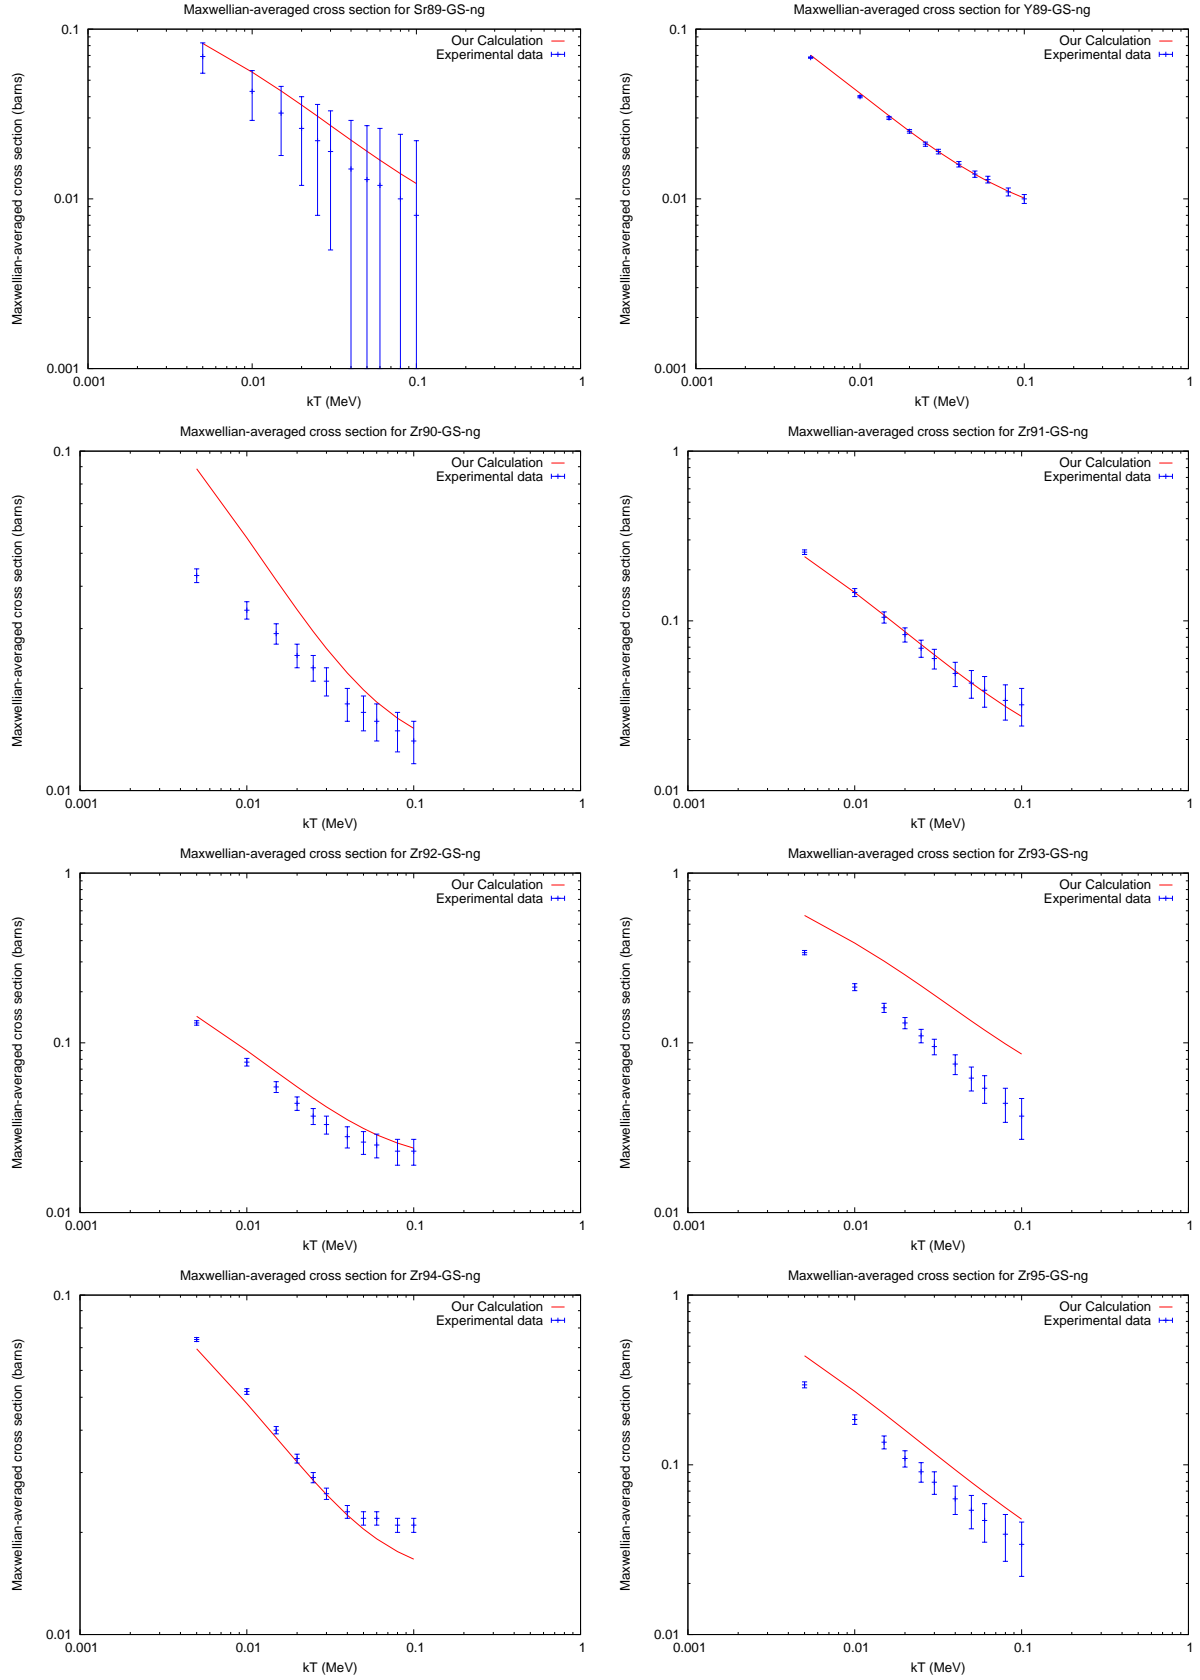 Maxwellian-averaged cross section for Sr89-GS-ng
Maxwellian-averaged cross section (barns)
0.1
0.01
0.001
Our Calculation
Experimental data
0.001 0.01 0.1 1
kT (MeV)
Maxwellian-averaged cross section for Y89-GS-ng
Maxwellian-averaged cross section (barns)
0.1
0.01
0.001
Our Calculation
Experimental data
0.001 0.01 0.1 1
kT (MeV)
Maxwellian-averaged cross section for Zr90-GS-ng
Maxwellian-averaged cross section (barns)
0.1
0.01
Our Calculation
Experimental data
0.001 0.01 0.1 1
kT (MeV)
Maxwellian-averaged cross section for Zr91-GS-ng
Maxwellian-averaged cross section (barns)
1
0.1
0.01
Our Calculation
Experimental data
0.001 0.01 0.1 1
kT (MeV)
Maxwellian-averaged cross section for Zr92-GS-ng
Maxwellian-averaged cross section (barns)
1
0.1
0.01
Our Calculation
Experimental data
0.001 0.01 0.1 1
kT (MeV)
Maxwellian-averaged cross section for Zr93-GS-ng
Maxwellian-averaged cross section (barns)
1
0.1
0.01
Our Calculation
Experimental data
0.001 0.01 0.1 1
kT (MeV)
Maxwellian-averaged cross section for Zr94-GS-ng
Maxwellian-averaged cross section (barns)
0.1
0.01
Our Calculation
Experimental data
0.001 0.01 0.1 1
kT (MeV)
Maxwellian-averaged cross section for Zr95-GS-ng
Maxwellian-averaged cross section (barns)
1
0.1
0.01
Our Calculation
Experimental data
0.001 0.01 0.1 1
kT (MeV)